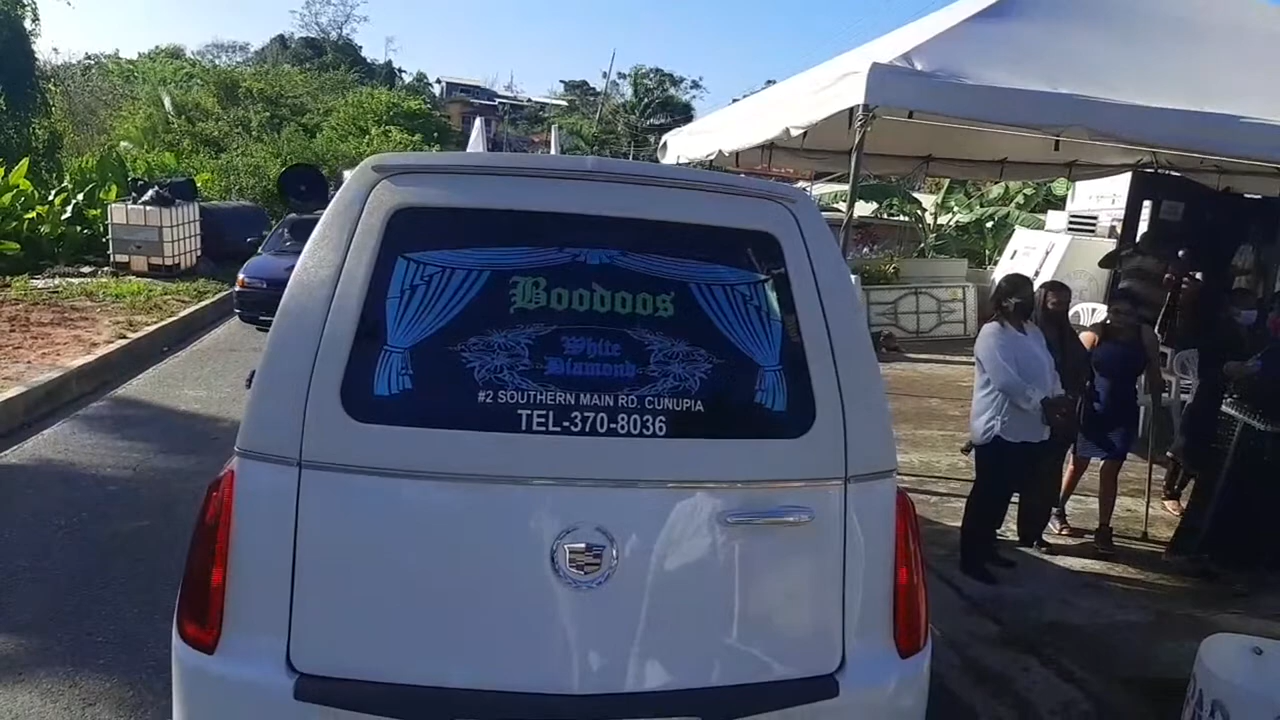 Boodoos
White
Diamond
#2 SOUTHERN MAIN RD. CUNUPIA
TEL-370-8036